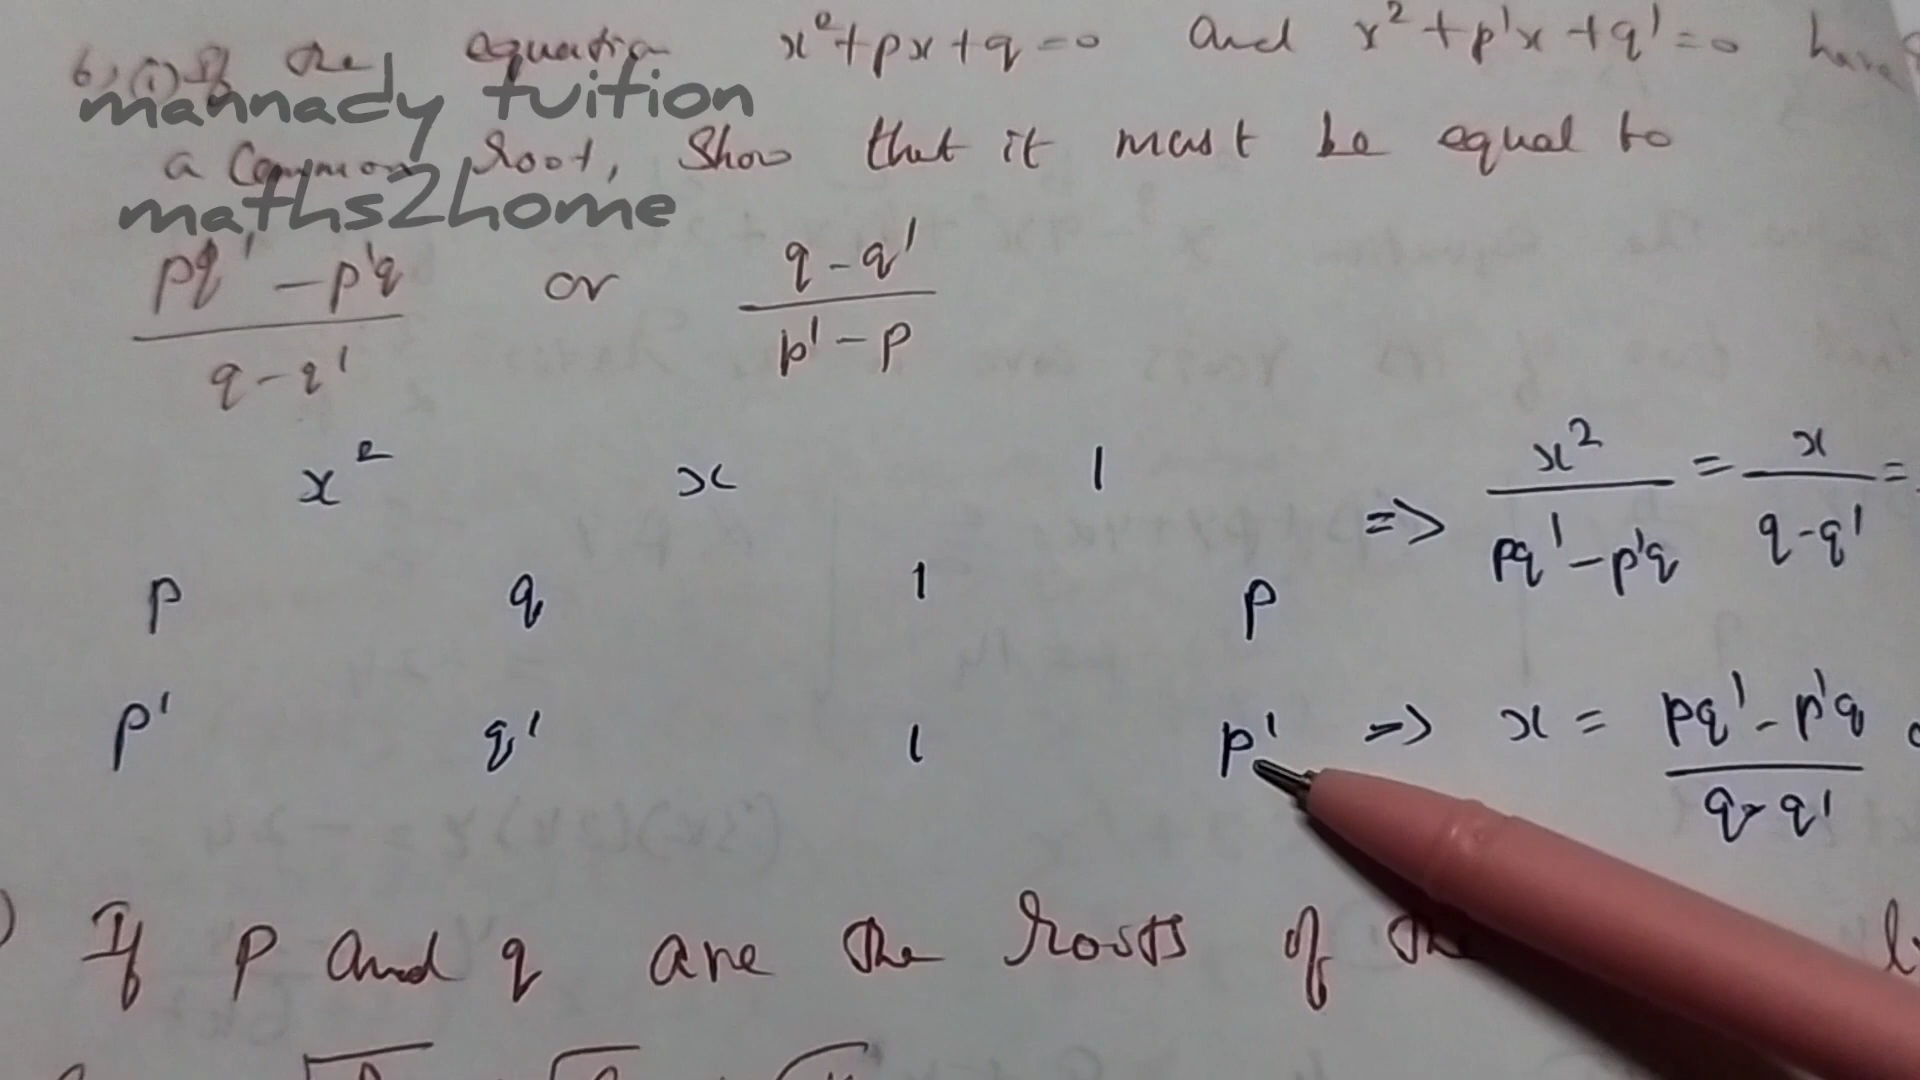 6, (i) If the equation x²+px+q=0 and x²+p'x+q'=0 have
mannady tuition
a common root, Show that it must be equal to
maths2home
pq'-p'q / q-q' or q-q' / p'-p
x² x 1 => x² / pq'-p'q = x / q-q' =
p q 1 p
p' q' 1 p' => x = pq'-p'q / q-q'
) If p and q are the roots of the